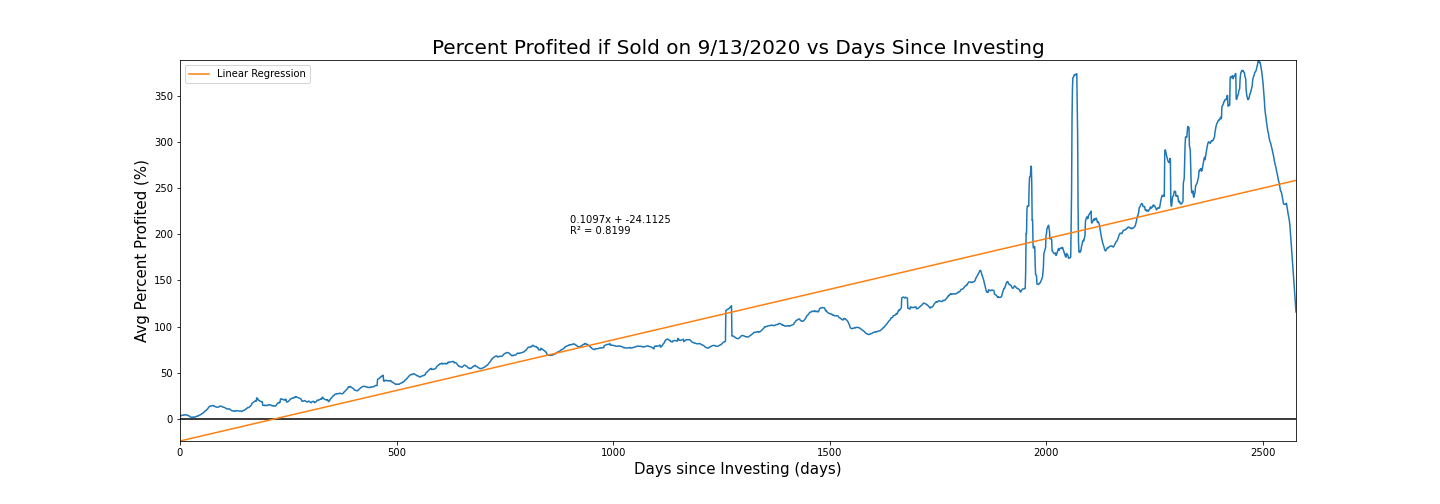 Percent Profited if Sold on 9/13/2020 vs Days Since Investing
Linear Regression
Avg Percent Profited (%)
350
300
250
200
150
100
50
0
0.1097x + -24.1125
R² = 0.8199
0 500 1000 1500 2000 2500
Days since Investing (days)